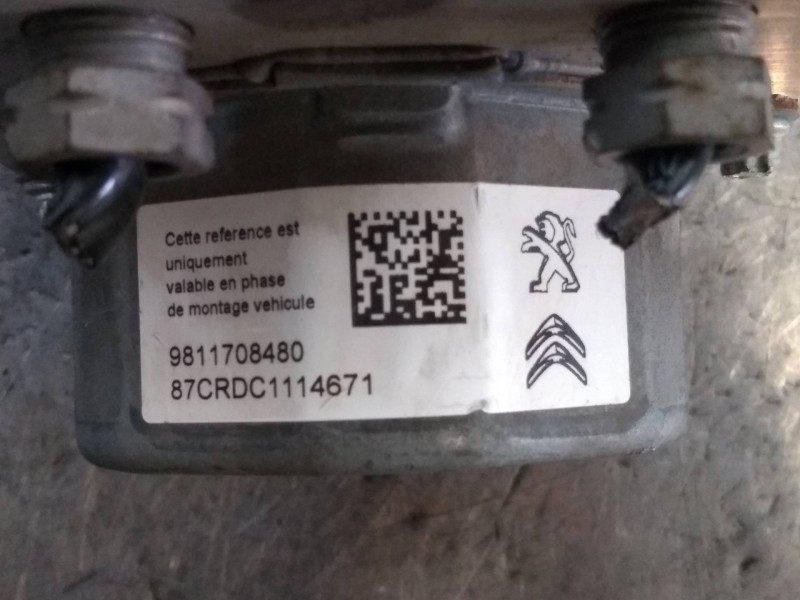 Cette reference est
uniquement
valable en phase
de montage vehicule
9811708480
87CRDC1114671